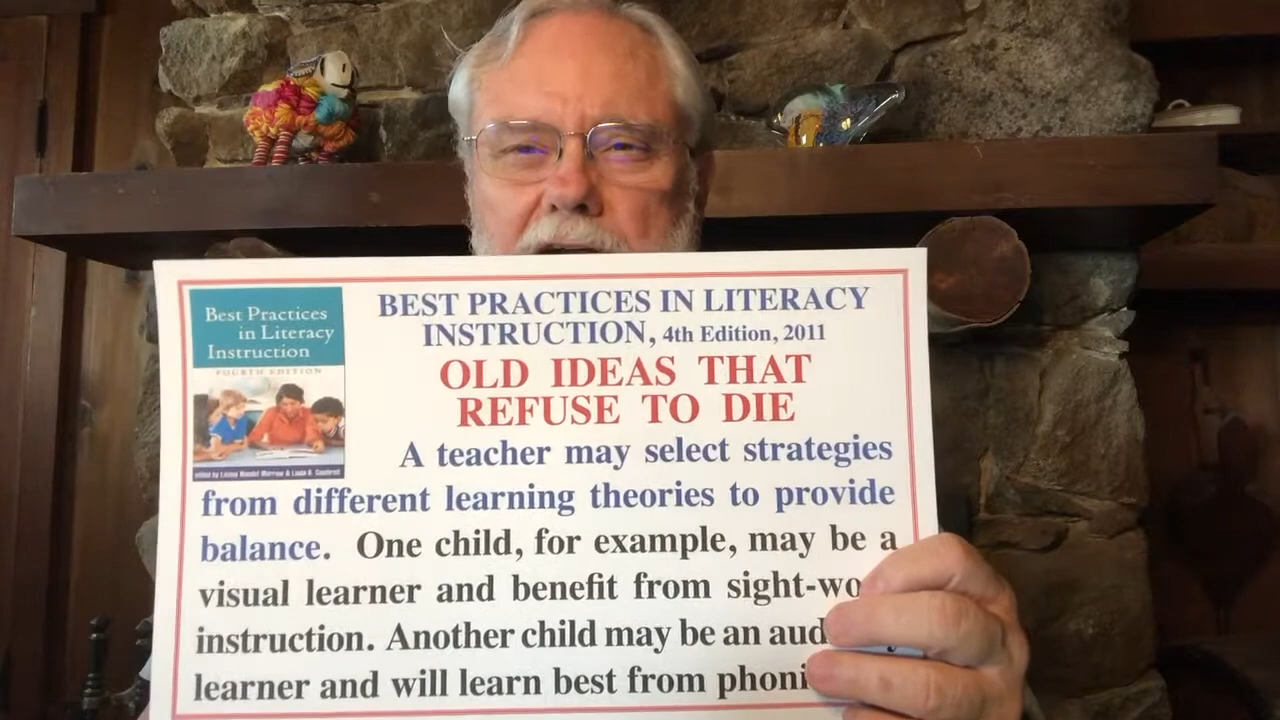 Best Practices
in Literacy
Instruction
FOURTH EDITION
BEST PRACTICES IN LITERACY
INSTRUCTION, 4th Edition, 2011
OLD IDEAS THAT
REFUSE TO DIE
A teacher may select strategies
from different learning theories to provide
balance. One child, for example, may be a
visual learner and benefit from sight-wo
instruction. Another child may be an aud
learner and will learn best from phoni